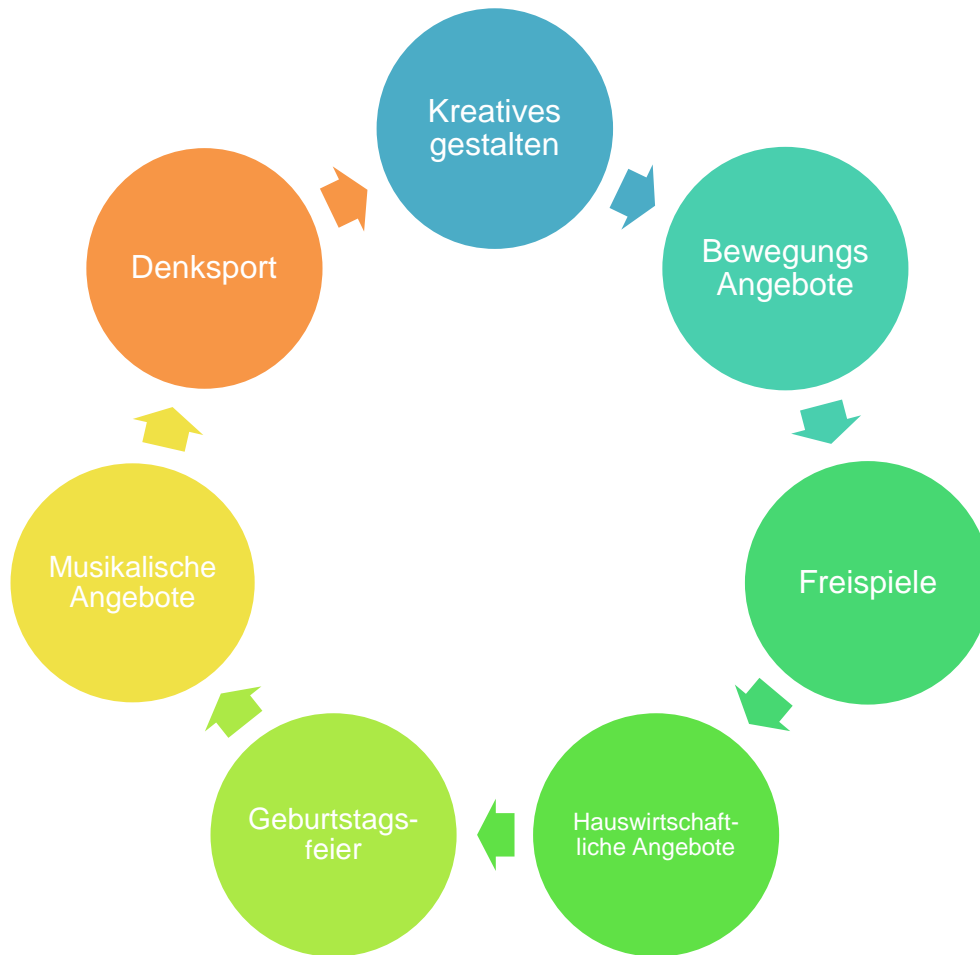 Kreatives
gestalten
Bewegungs
Angebote
Freispiele
Hauswirtschaft-
liche Angebote
Geburtstags-
feier
Musikalische
Angebote
Denksport